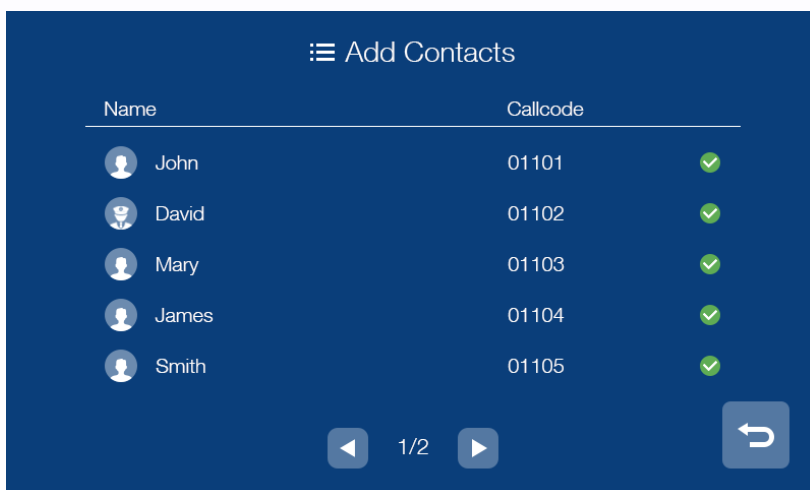 Add Contacts
Name Callcode
John 01101
David 01102
Mary 01103
James 01104
Smith 01105
1/2